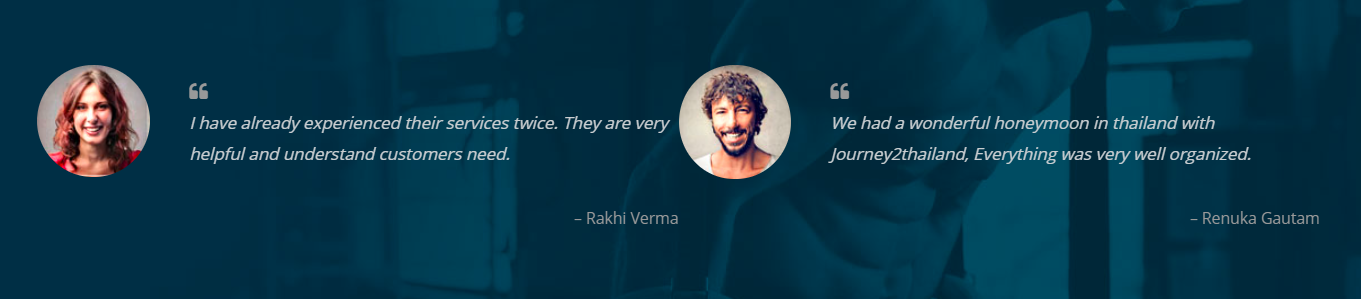 I have already experienced their services twice. They are very
helpful and understand customers need.
– Rakhi Verma
We had a wonderful honeymoon in thailand with
Journey2thailand, Everything was very well organized.
– Renuka Gautam